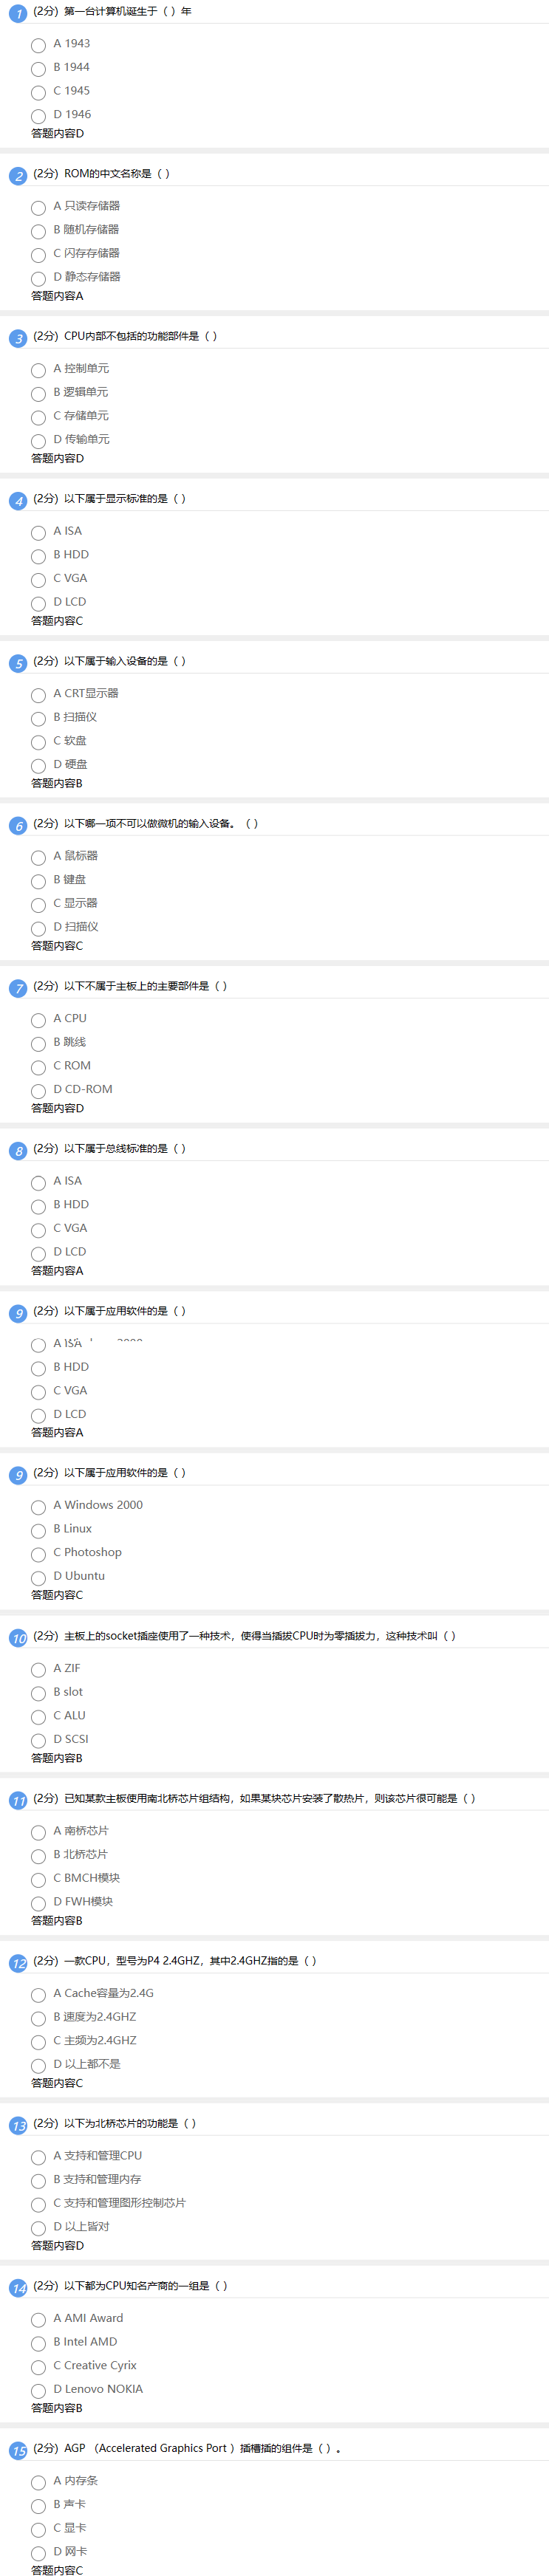 1 (2分) 第一台计算机诞生于（ ）年
A 1943
B 1944
C 1945
D 1946
答题内容D
2 (2分) ROM的中文名称是（ ）
A 只读存储器
B 随机存储器
C 闪存存储器
D 静态存储器
答题内容A
3 (2分) CPU内部不包括的功能部件是（ ）
A 控制单元
B 逻辑单元
C 存储单元
D 传输单元
答题内容D
4 (2分) 以下属于显示标准的是（ ）
A ISA
B HDD
C VGA
D LCD
答题内容C
5 (2分) 以下属于输入设备的是（ ）
A CRT显示器
B 扫描仪
C 软盘
D 硬盘
答题内容B
6 (2分) 以下哪一项不可以做微机的输入设备。（ ）
A 鼠标器
B 键盘
C 显示器
D 扫描仪
答题内容C
7 (2分) 以下不属于主板上的主要部件是（ ）
A CPU
B 跳线
C ROM
D CD-ROM
答题内容D
8 (2分) 以下属于总线标准的是（ ）
A ISA
B HDD
C VGA
D LCD
答题内容A
9 (2分) 以下属于应用软件的是（ ）
A ISA
B HDD
C VGA
D LCD
答题内容A
9 (2分) 以下属于应用软件的是（ ）
A Windows 2000
B Linux
C Photoshop
D Ubuntu
答题内容C
10 (2分) 主板上的socket插座使用了一种技术，使得当插拔CPU时为零插拔力，这种技术叫（ ）
A ZIF
B slot
C ALU
D SCSI
答题内容B
11 (2分) 已知某款主板使用南北桥芯片组结构，如果某块芯片安装了散热片，则该芯片很可能是（ ）
A 南桥芯片
B 北桥芯片
C BMCH模块
D FWH模块
答题内容B
12 (2分) 一款CPU，型号为P4 2.4GHZ，其中2.4GHZ指的是（ ）
A Cache容量为2.4G
B 速度为2.4GHZ
C 主频为2.4GHZ
D 以上都不是
答题内容C
13 (2分) 以下为北桥芯片的功能是（ ）
A 支持和管理CPU
B 支持和管理内存
C 支持和管理图形控制芯片
D 以上皆对
答题内容D
14 (2分) 以下都为CPU知名产商的一组是（ ）
A AMI Award
B Intel AMD
C Creative Cyrix
D Lenovo NOKIA
答题内容B
15 (2分) AGP （Accelerated Graphics Port ）插槽插的组件是（ ）。
A 内存条
B 声卡
C 显卡
D 网卡
答题内容C